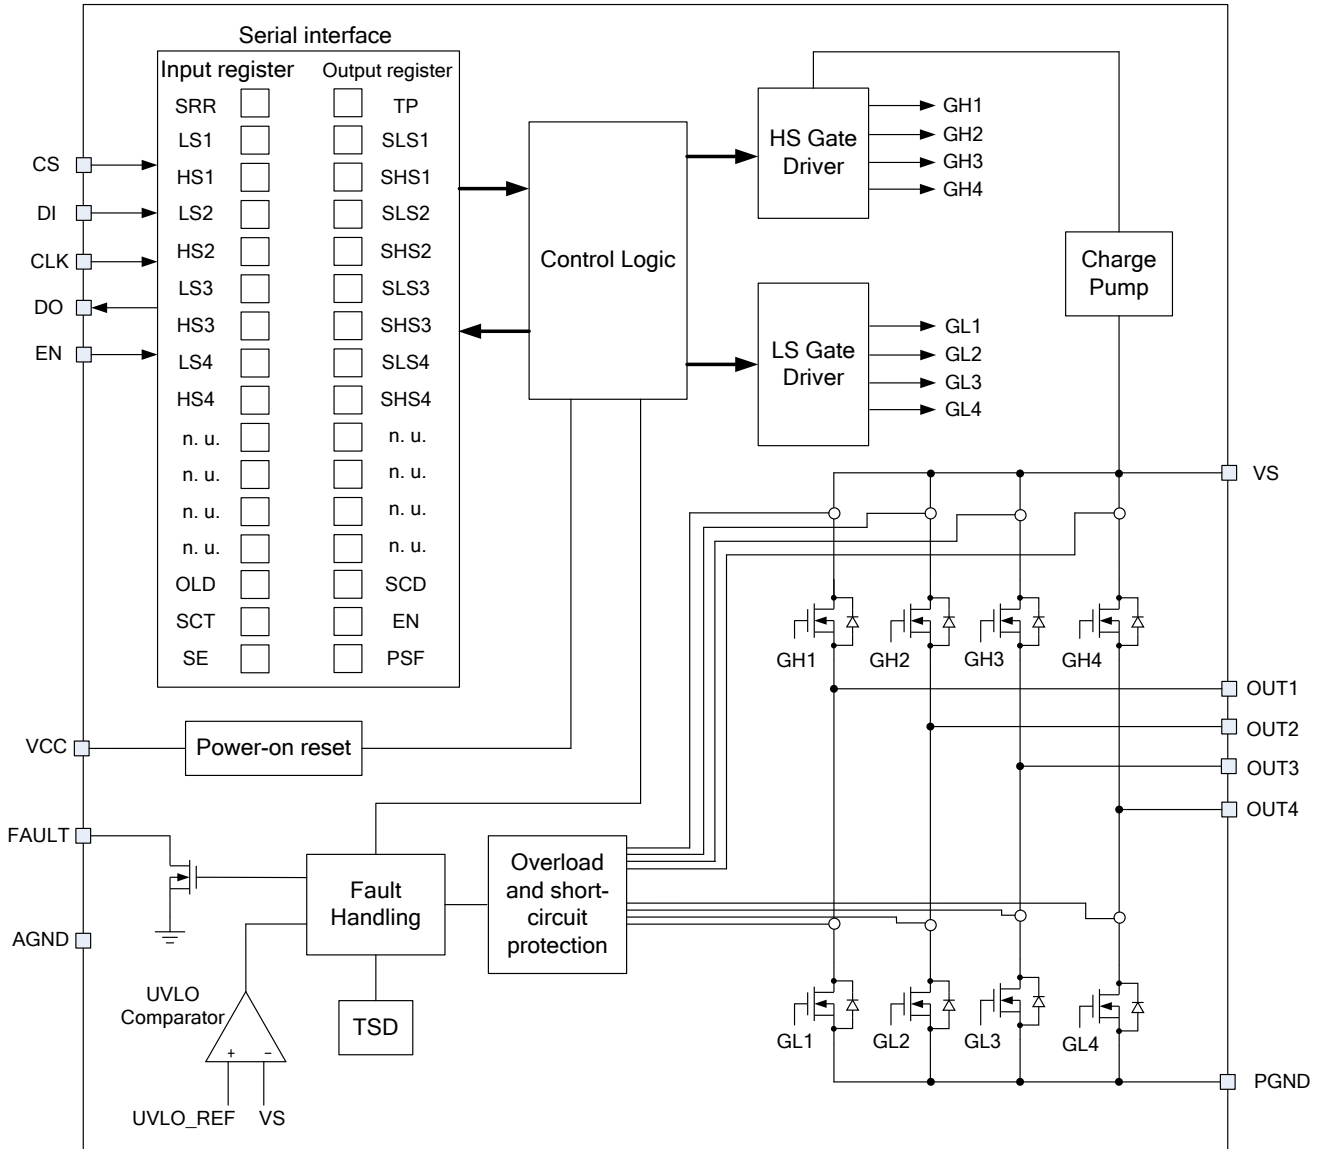 Serial interface
Input register
Output register
SRR
TP
LS1
SLS1
HS1
SHS1
LS2
SLS2
HS2
SHS2
LS3
SLS3
HS3
SHS3
LS4
SLS4
HS4
SHS4
n. u.
n. u.
n. u.
n. u.
n. u.
n. u.
n. u.
n. u.
OLD
SCD
SCT
EN
SE
PSF
CS
DI
CLK
DO
EN
Control Logic
HS Gate
Driver
GH1
GH2
GH3
GH4
LS Gate
Driver
GL1
GL2
GL3
GL4
Charge
Pump
VS
GH1
GH2
GH3
GH4
OUT1
OUT2
OUT3
OUT4
VCC
Power-on reset
FAULT
AGND
Fault
Handling
Overload
and short-
circuit
protection
UVLO
Comparator
+
−
UVLO_REF
VS
TSD
GL1
GL2
GL3
GL4
PGND